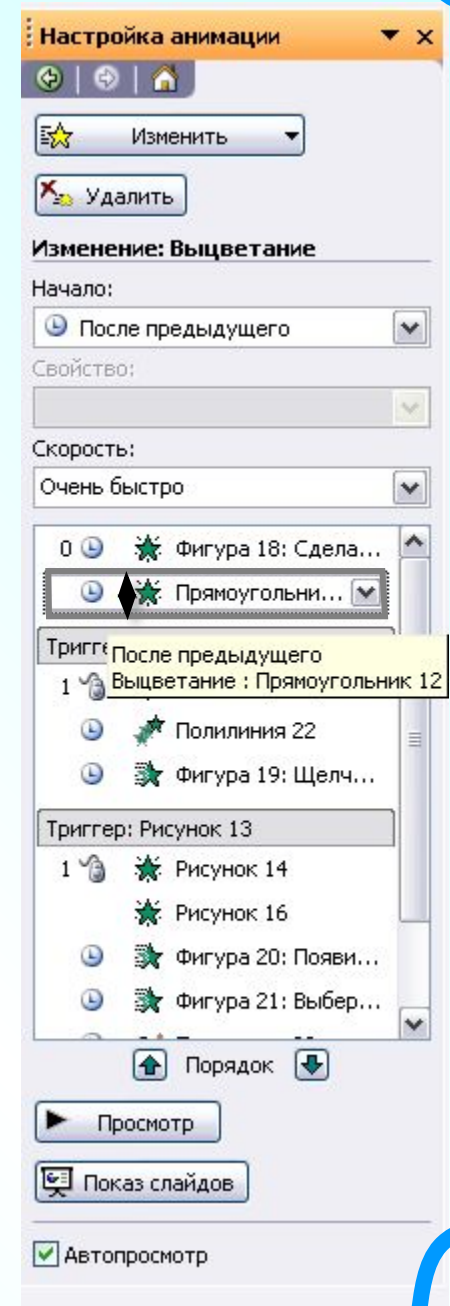 Настройка анимации
Изменить
Удалить
Изменение: Выцветание
Начало:
После предыдущего
Свойство:
Скорость:
Очень быстро
0 Фигура 18: Сдела...
Прямоугольни...
После предыдущего
Выцветание : Прямоугольник 12
1
Полилиния 22
Фигура 19: Щелч...
Триггер: Рисунок 13
1 Рисунок 14
Рисунок 16
Фигура 20: Появи...
Фигура 21: Выбер...
Порядок
Просмотр
Показ слайдов
Автопросмотр